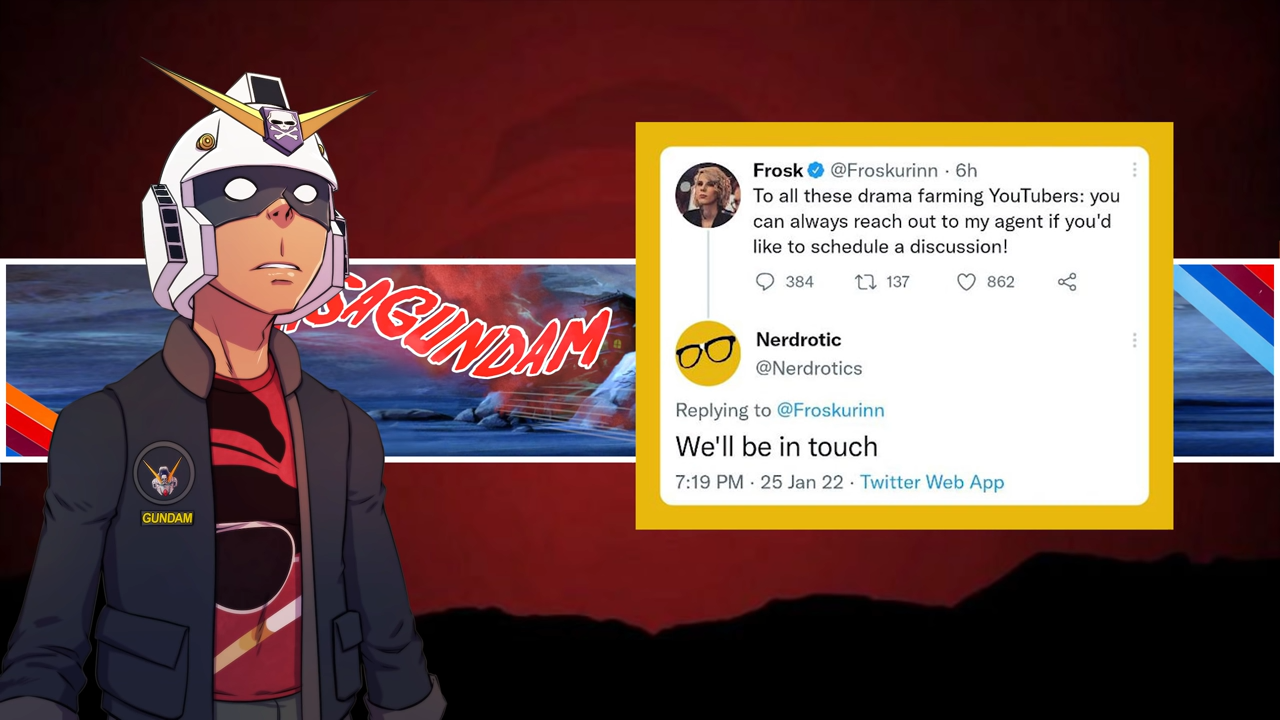 Frosk @Froskurinn · 6h
To all these drama farming YouTubers: you
can always reach out to my agent if you'd
like to schedule a discussion!
384 137 862
Nerdrotic
@Nerdrotics
Replying to @Froskurinn
We'll be in touch
7:19 PM · 25 Jan 22 · Twitter Web App
GUNDAM